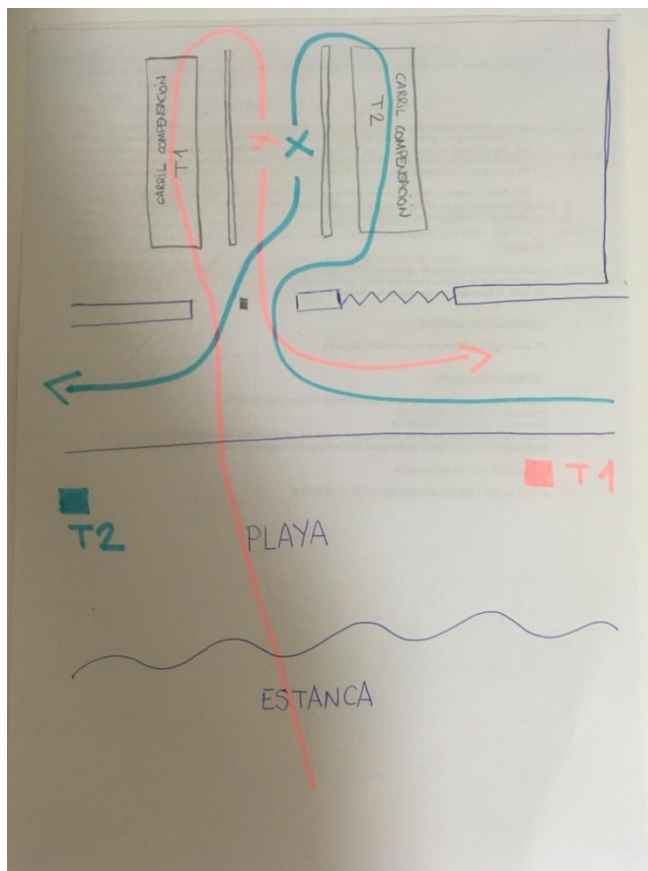 CARRIL COMPENSACIÓN
T1
CARRIL COMPENSACIÓN
T2
T1
T2
PLAYA
ESTANCA